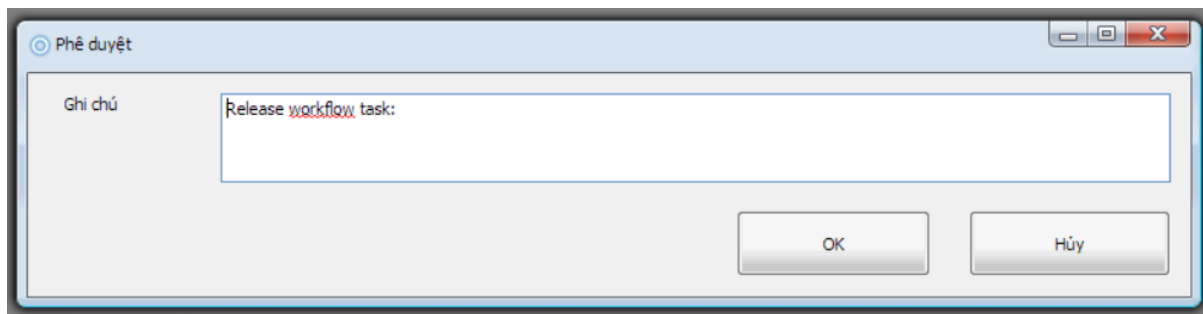 Phê duyệt
Ghi chú
Release workflow task:
OK
Hủy